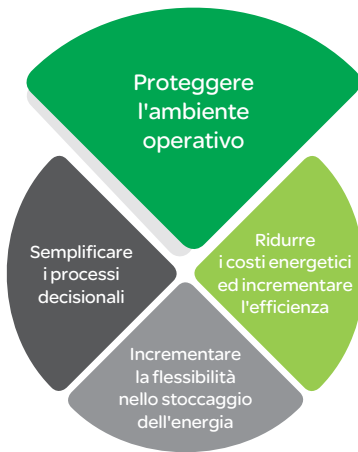 Proteggere
l'ambiente
operativo
Semplificare
i processi
decisionali
Ridurre
i costi energetici
ed incrementare
l'efficienza
Incrementare
la flessibilità
nello stoccaggio
dell'energia